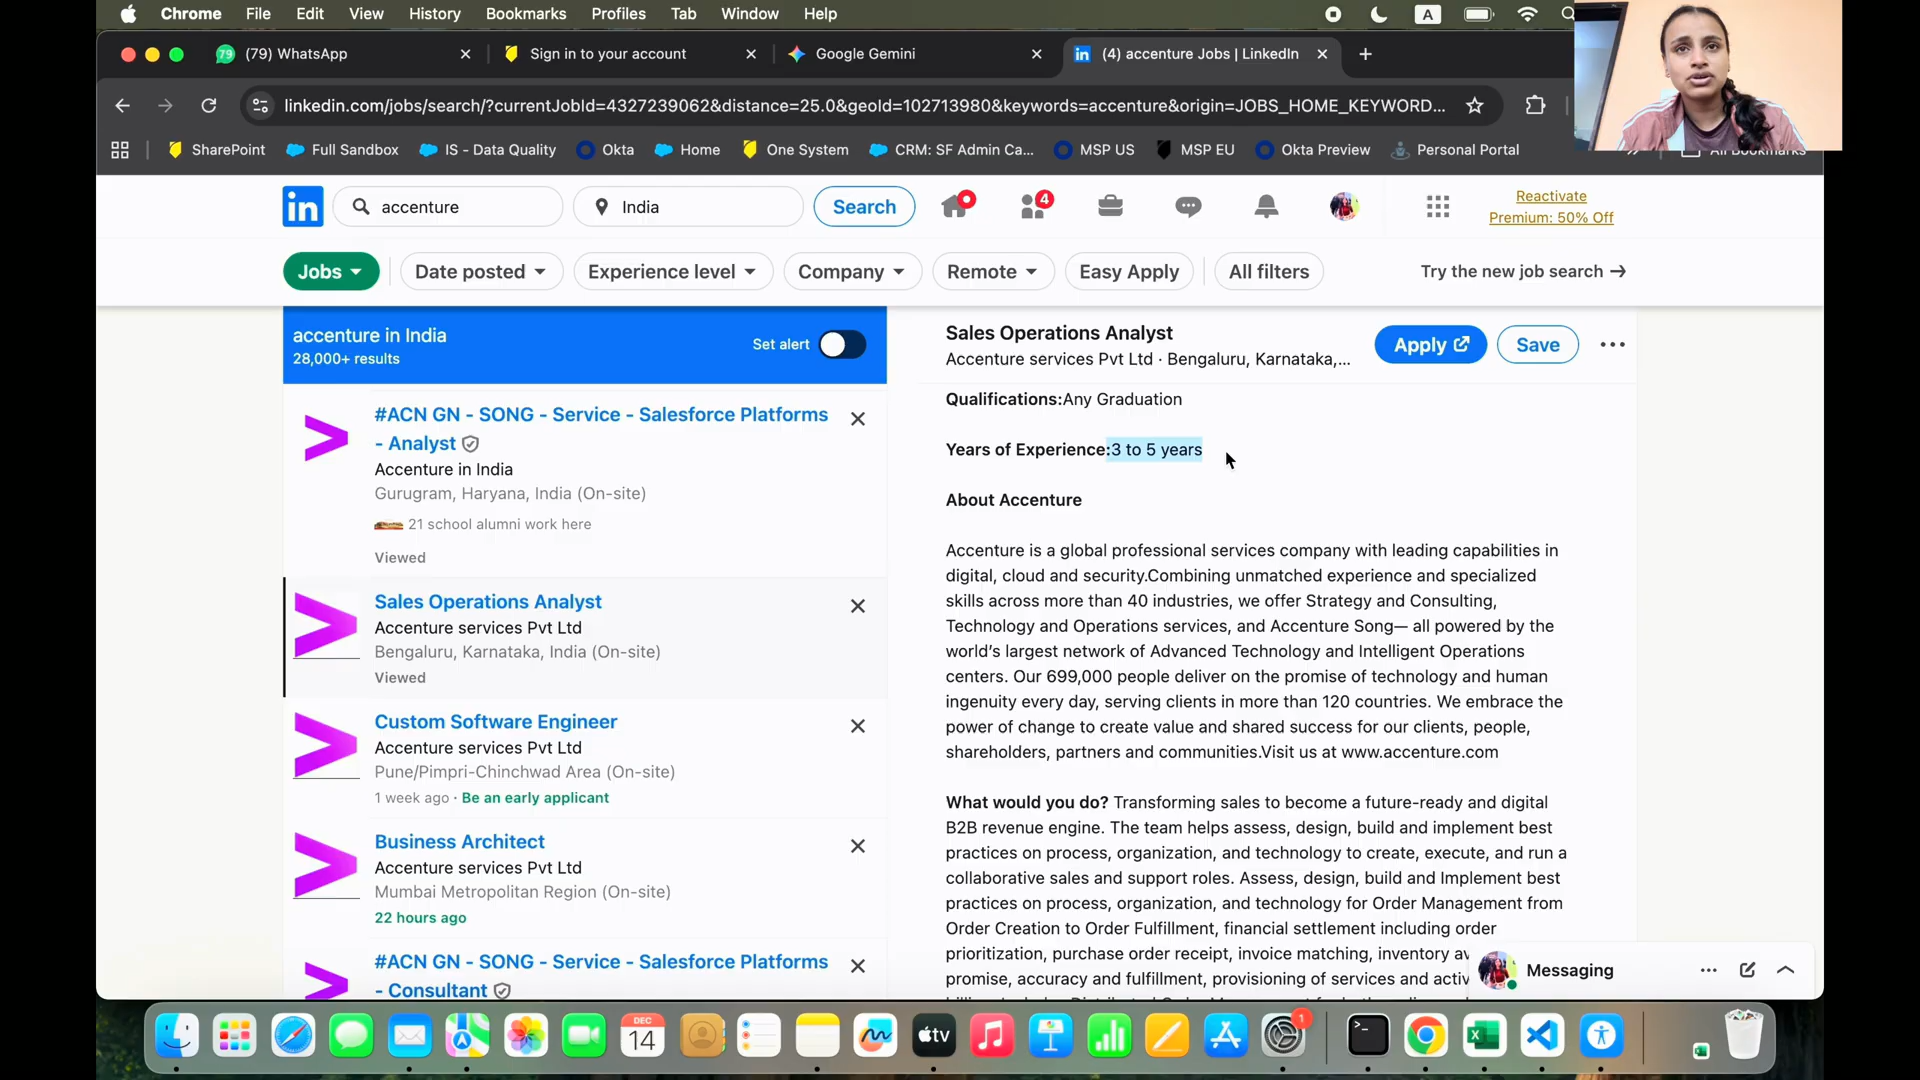 Chrome File Edit View History Bookmarks Profiles Tab Window Help
A
79 (79) WhatsApp
Sign in to your account
Google Gemini
in (4) accenture Jobs | LinkedIn
linkedin.com/jobs/search/?currentJobId=4327239062&distance=25.0&geoId=102713980&keywords=accenture&origin=JOBS_HOME_KEYWORD...
SharePoint Full Sandbox IS - Data Quality Okta Home One System CRM: SF Admin Ca... MSP US MSP EU Okta Preview Personal Portal All Bookmarks
in
accenture
India
Search
4
Reactivate
Premium: 50% Off
Jobs Date posted Experience level Company Remote Easy Apply All filters Try the new job search →
accenture in India
28,000+ results
Set alert
#ACN GN - SONG - Service - Salesforce Platforms
- Analyst
Accenture in India
Gurugram, Haryana, India (On-site)
21 school alumni work here
Viewed
Sales Operations Analyst
Accenture services Pvt Ltd
Bengaluru, Karnataka, India (On-site)
Viewed
Custom Software Engineer
Accenture services Pvt Ltd
Pune/Pimpri-Chinchwad Area (On-site)
1 week ago · Be an early applicant
Business Architect
Accenture services Pvt Ltd
Mumbai Metropolitan Region (On-site)
22 hours ago
#ACN GN - SONG - Service - Salesforce Platforms
- Consultant
Sales Operations Analyst
Accenture services Pvt Ltd · Bengaluru, Karnataka,...
Apply
Save
Qualifications:Any Graduation
Years of Experience:3 to 5 years
About Accenture
Accenture is a global professional services company with leading capabilities in
digital, cloud and security.Combining unmatched experience and specialized
skills across more than 40 industries, we offer Strategy and Consulting,
Technology and Operations services, and Accenture Song— all powered by the
world’s largest network of Advanced Technology and Intelligent Operations
centers. Our 699,000 people deliver on the promise of technology and human
ingenuity every day, serving clients in more than 120 countries. We embrace the
power of change to create value and shared success for our clients, people,
shareholders, partners and communities.Visit us at www.accenture.com
What would you do? Transforming sales to become a future-ready and digital
B2B revenue engine. The team helps assess, design, build and implement best
practices on process, organization, and technology to create, execute, and run a
collaborative sales and support roles. Assess, design, build and Implement best
practices on process, organization, and technology for Order Management from
Order Creation to Order Fulfillment, financial settlement including order
prioritization, purchase order receipt, invoice matching, inventory
promise, accuracy and fulfillment, provisioning of services and
Messaging
DEC
14
tv
1